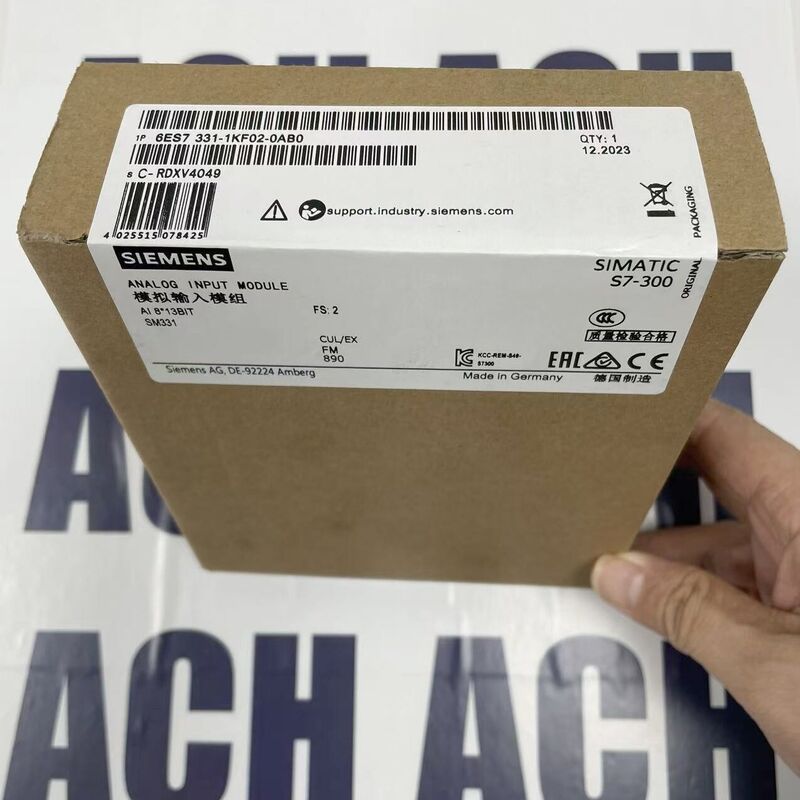 ACH ACH
1P 6ES7 331-1KF02-0AB0
QTY: 1
12.2023
S C-RDXV4049
4 025515 078425
support.industry.siemens.com
ORIGINAL PACKAGING
SIEMENS
SIMATIC
S7-300
ANALOG INPUT MODULE
模拟输入模组
AI 8*13BIT
SM331
FS: 2
CUL/EX
FM
890
CCC
质量检验合格
KCC-REM-S49-
S7300
EAC
CE
Siemens AG, DE-92224 Amberg
Made in Germany
德国制造
ACH
ACH ACH